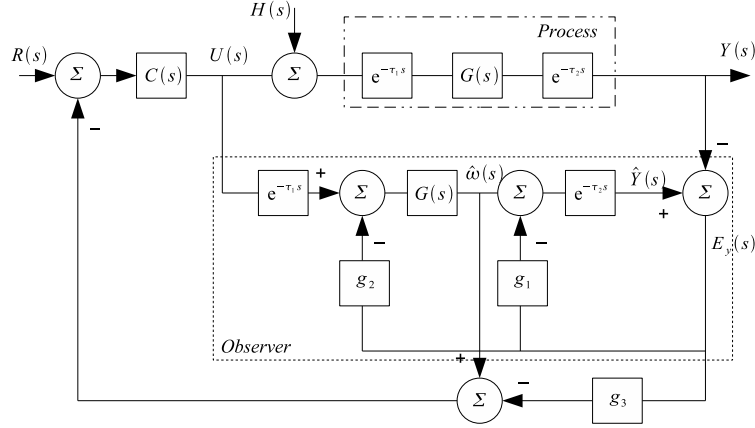 H(s)
Process
R(s) U(s) Y(s)
Σ C(s) Σ e^{-τ₁s} G(s) e^{-τ₂s}
−
−
e^{-τ₁s} + Σ G(s) ω̂(s) Σ e^{-τ₂s} Ŷ(s) Σ
+
E_y(s)
− −
g₂ g₁
Observer
+
Σ − g₃